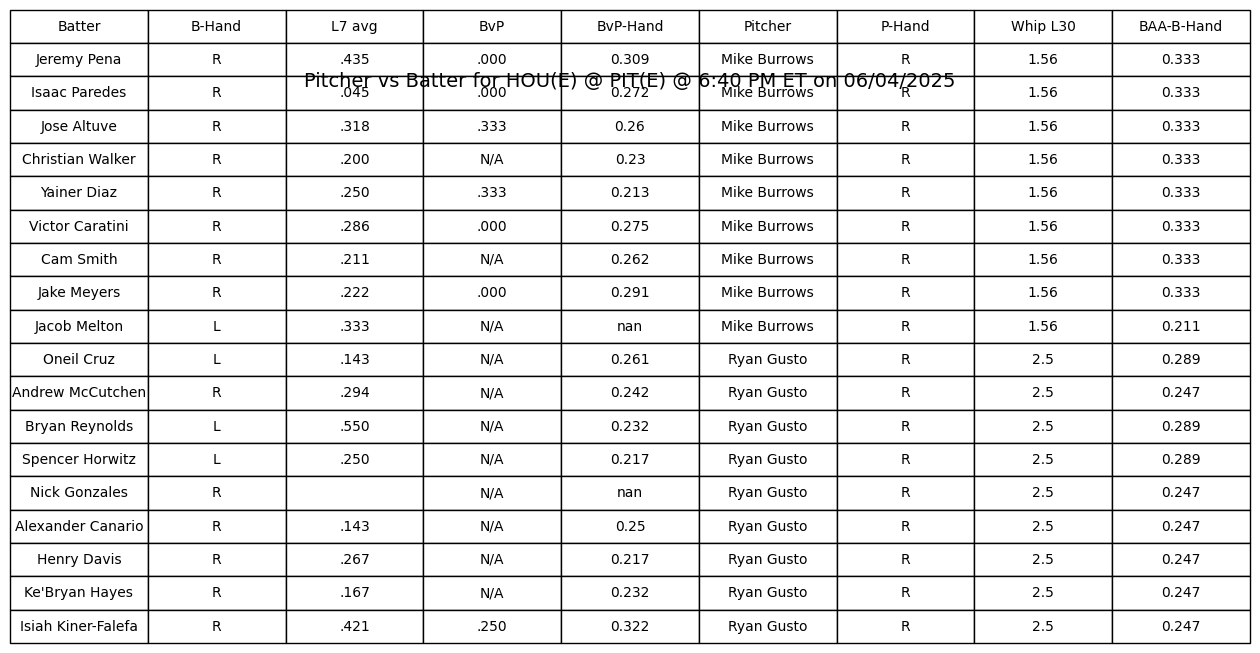 Batter B-Hand L7 avg BvP BvP-Hand Pitcher P-Hand Whip L30 BAA-B-Hand
Jeremy Pena R .435 .000 0.309 Mike Burrows R 1.56 0.333
Pitcher vs Batter for HOU(E) @ PIT(E) @ 6:40 PM ET on 06/04/2025
Isaac Paredes R .045 .000 0.272 Mike Burrows R 1.56 0.333
Jose Altuve R .318 .333 0.26 Mike Burrows R 1.56 0.333
Christian Walker R .200 N/A 0.23 Mike Burrows R 1.56 0.333
Yainer Diaz R .250 .333 0.213 Mike Burrows R 1.56 0.333
Victor Caratini R .286 .000 0.275 Mike Burrows R 1.56 0.333
Cam Smith R .211 N/A 0.262 Mike Burrows R 1.56 0.333
Jake Meyers R .222 .000 0.291 Mike Burrows R 1.56 0.333
Jacob Melton L .333 N/A nan Mike Burrows R 1.56 0.211
Oneil Cruz L .143 N/A 0.261 Ryan Gusto R 2.5 0.289
Andrew McCutchen R .294 N/A 0.242 Ryan Gusto R 2.5 0.247
Bryan Reynolds L .550 N/A 0.232 Ryan Gusto R 2.5 0.289
Spencer Horwitz L .250 N/A 0.217 Ryan Gusto R 2.5 0.289
Nick Gonzales R N/A nan Ryan Gusto R 2.5 0.247
Alexander Canario R .143 N/A 0.25 Ryan Gusto R 2.5 0.247
Henry Davis R .267 N/A 0.217 Ryan Gusto R 2.5 0.247
Ke'Bryan Hayes R .167 N/A 0.232 Ryan Gusto R 2.5 0.247
Isiah Kiner-Falefa R .421 .250 0.322 Ryan Gusto R 2.5 0.247